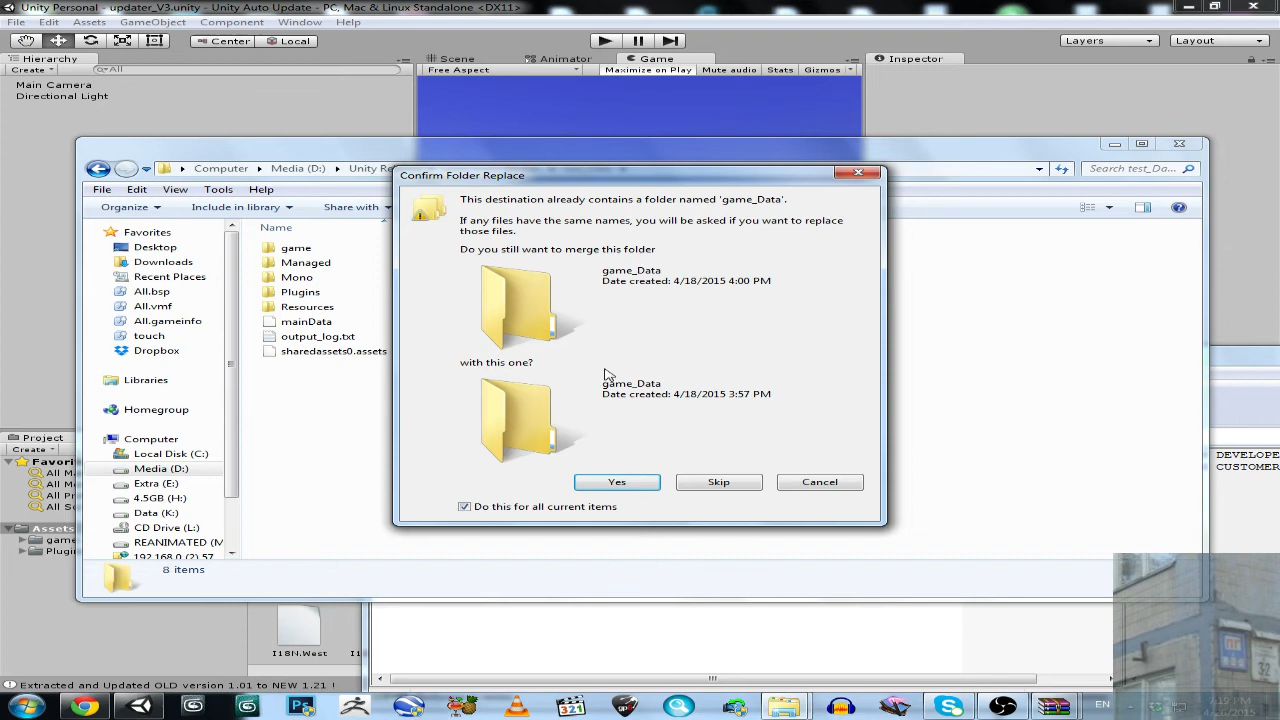 Unity Personal - updater_V3.unity - Unity Auto Update - PC, Mac & Linux Standalone <DX11>
File Edit Assets GameObject Component Window Help
Center Local Layers Layout
Hierarchy Scene Animator Game Inspector
Create All Free Aspect Maximize on Play Mute audio Stats Gizmos
Main Camera
Directional Light
Computer Media (D:) Unity Re Search test_Da...
Confirm Folder Replace
File Edit View Tools Help
Organize Include in library Share with
This destination already contains a folder named 'game_Data'.
If any files have the same names, you will be asked if you want to replace
those files.
Do you still want to merge this folder
game_Data
Date created: 4/18/2015 4:00 PM
with this one?
game_Data
Date created: 4/18/2015 3:57 PM
Yes Skip Cancel
Do this for all current items
Favorites
Desktop
Downloads
Recent Places
All.bsp
All.vmf
All.gameinfo
touch
Dropbox
Libraries
Homegroup
Computer
Local Disk (C:)
Media (D:)
Extra (E:)
4.5GB (H:)
Data (K:)
CD Drive (L:)
REANIMATED (M
192.168.0 (2) 57
Name
game
Managed
Mono
Plugins
Resources
mainData
output_log.txt
sharedassets0.assets
8 items
Project
Create
Favori
All M
All M
All Pr
All Sc
Assets
gam
Plugin
DEVELOPE
CUSTOMER
I18N.West
Extracted and Updated OLD version 1.01 to NEW 1.21 !
321
EN
7:19 PM
32